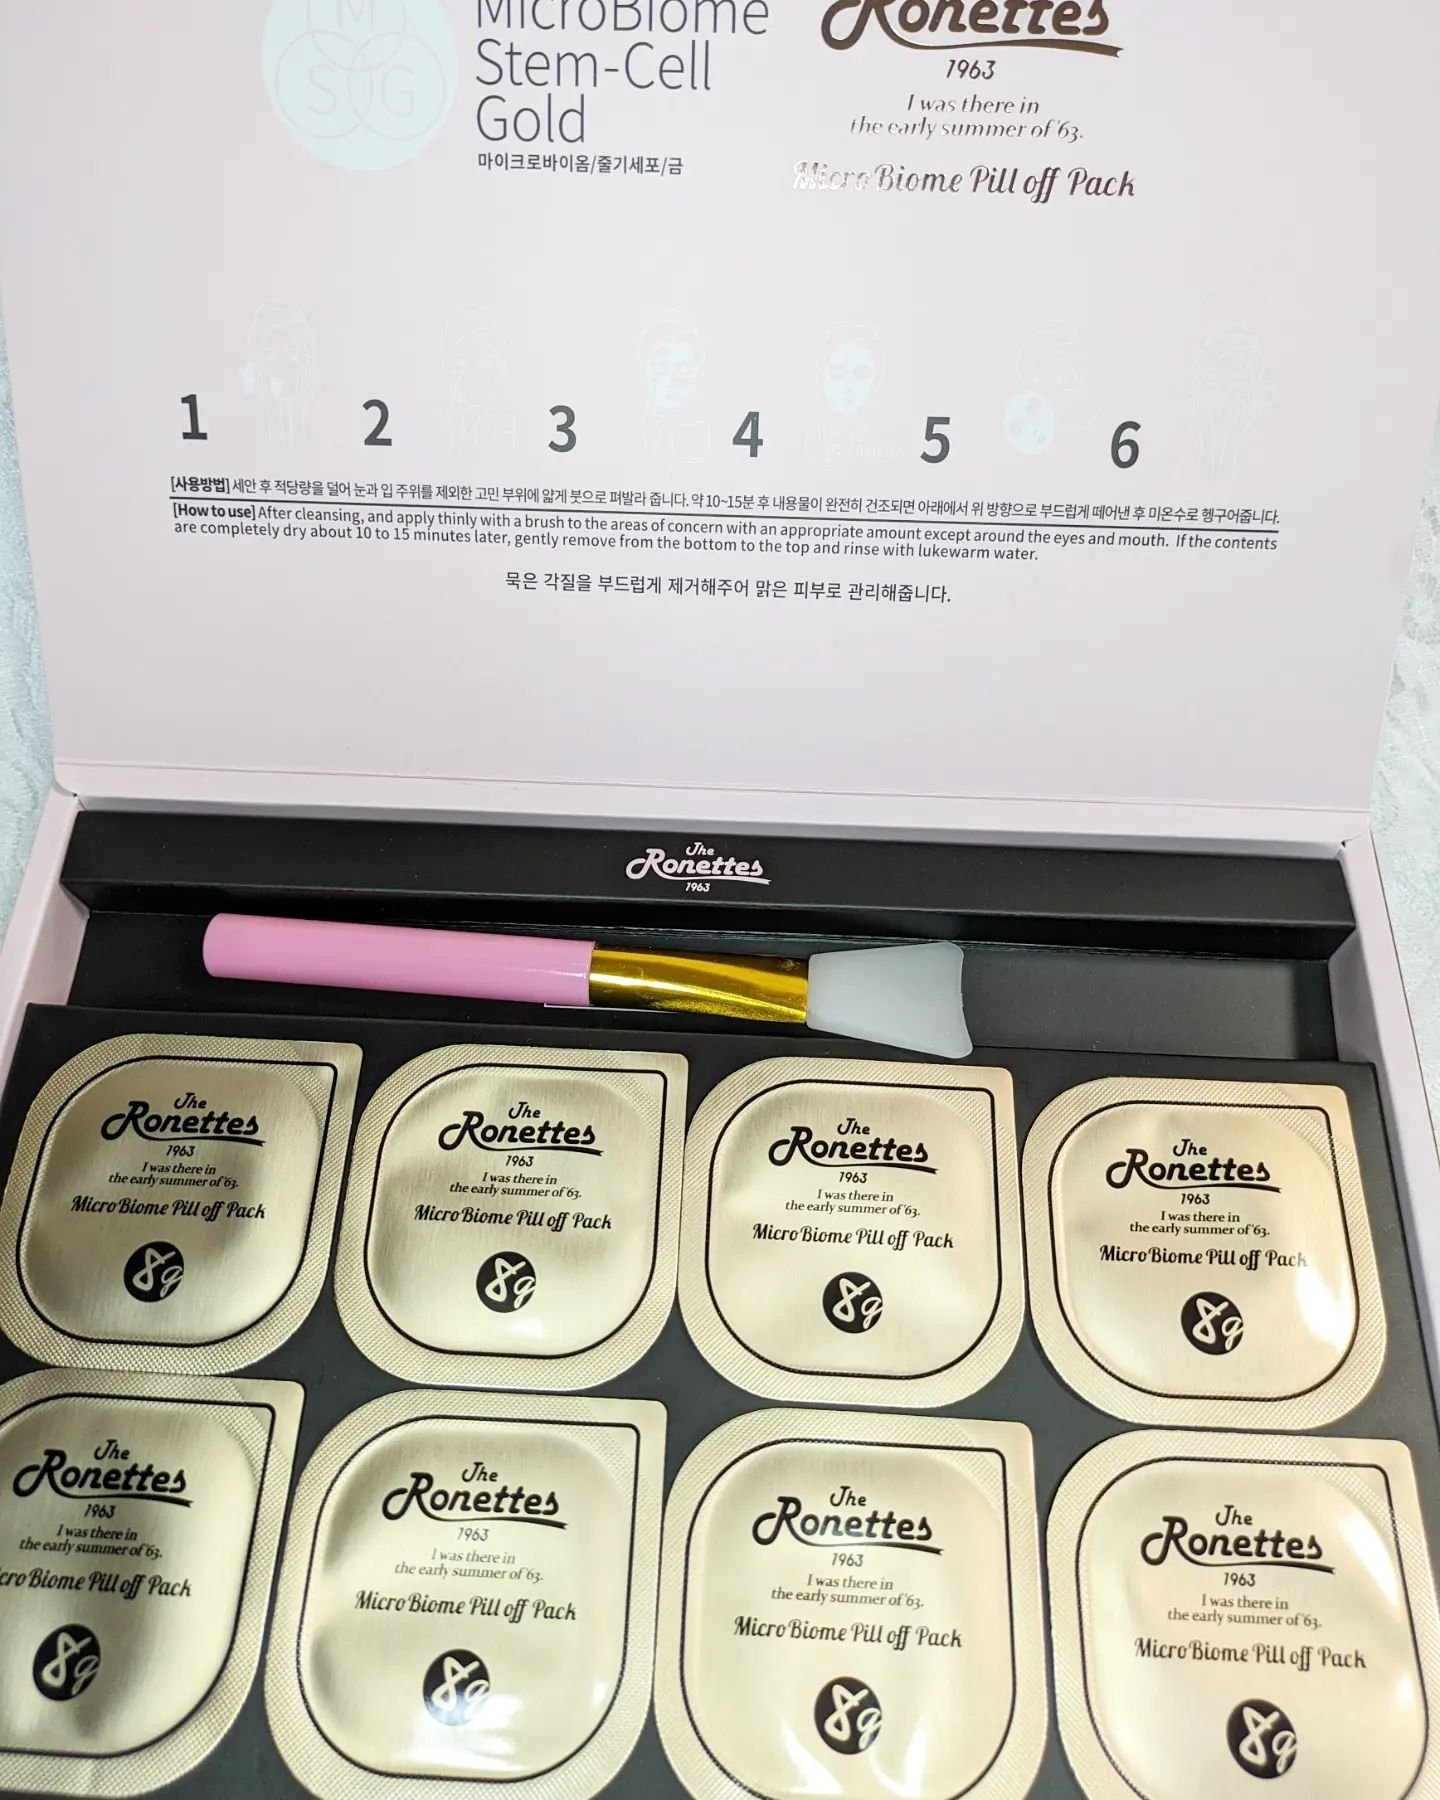 M
S G
MicroBiome
Stem-Cell
Gold
마이크로바이옴/줄기세포/금
Ronettes
1963
I was there in
the early summer of '63.
Micro Biome Pill off Pack
1 2 3 4 5 6
[사용방법] 세안 후 적당량을 덜어 눈과 입 주위를 제외한 고민 부위에 얇게 붓으로 펴발라 줍니다. 약 10~15분 후 내용물이 완전히 건조되면 아래에서 위 방향으로 부드럽게 떼어낸 후 미온수로 헹구어줍니다.
[How to use] After cleansing, and apply thinly with a brush to the areas of concern with an appropriate amount except around the eyes and mouth. If the contents
are completely dry about 10 to 15 minutes later, gently remove from the bottom to the top and rinse with lukewarm water.
묵은 각질을 부드럽게 제거해주어 맑은 피부로 관리해줍니다.
The
Ronettes
1963
The
Ronettes
1963
I was there in
the early summer of '63.
Micro Biome Pill off Pack
8g
The
Ronettes
1963
I was there in
the early summer of '63.
Micro Biome Pill off Pack
8g
The
Ronettes
1963
I was there in
the early summer of '63.
Micro Biome Pill off Pack
8g
The
Ronettes
1963
I was there in
the early summer of '63.
Micro Biome Pill off Pack
8g
The
Ronettes
1963
I was there in
the early summer of '63.
cro Biome Pill off Pack
8g
The
Ronettes
1963
I was there in
the early summer of '63.
Micro Biome Pill off Pack
8g
The
Ronettes
1963
I was there in
the early summer of '63.
Micro Biome Pill off Pack
8g
The
Ronettes
1963
I was there in
the early summer of '63.
Micro Biome Pill off Pack
8g